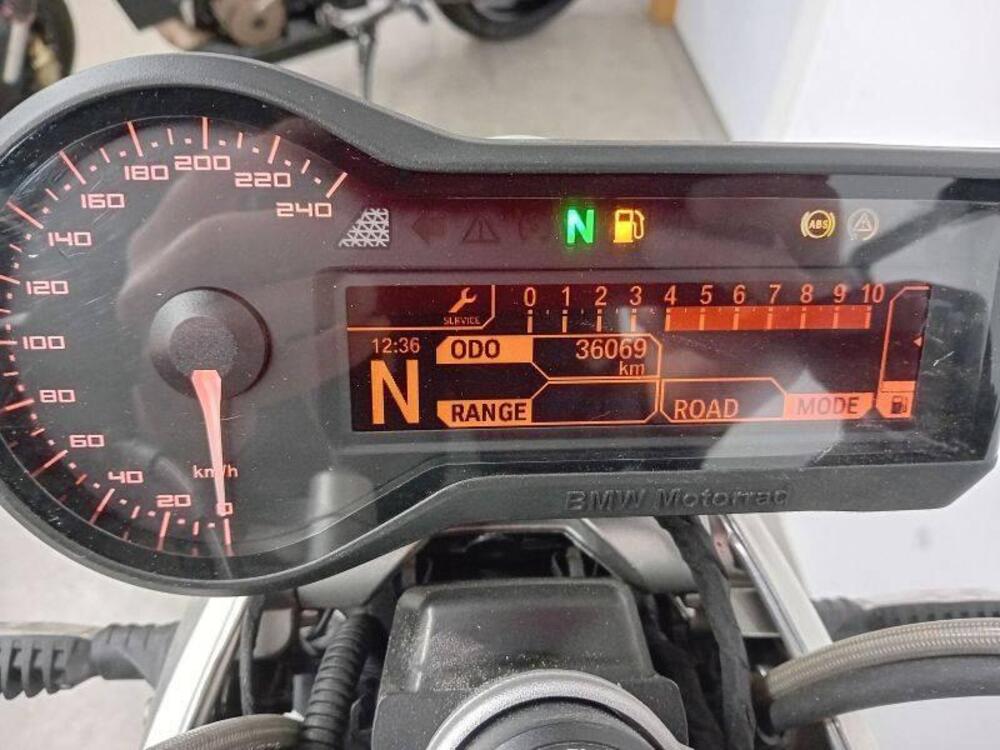 180 200 220
160
240
140
N
ABS
120
0 1 2 3 4 5 6 7 8 9 10
SERVICE
100
12:36 ODO 36069
km
N
80
RANGE ROAD MODE
60
40
km/h
20
0
BMW Motorrad